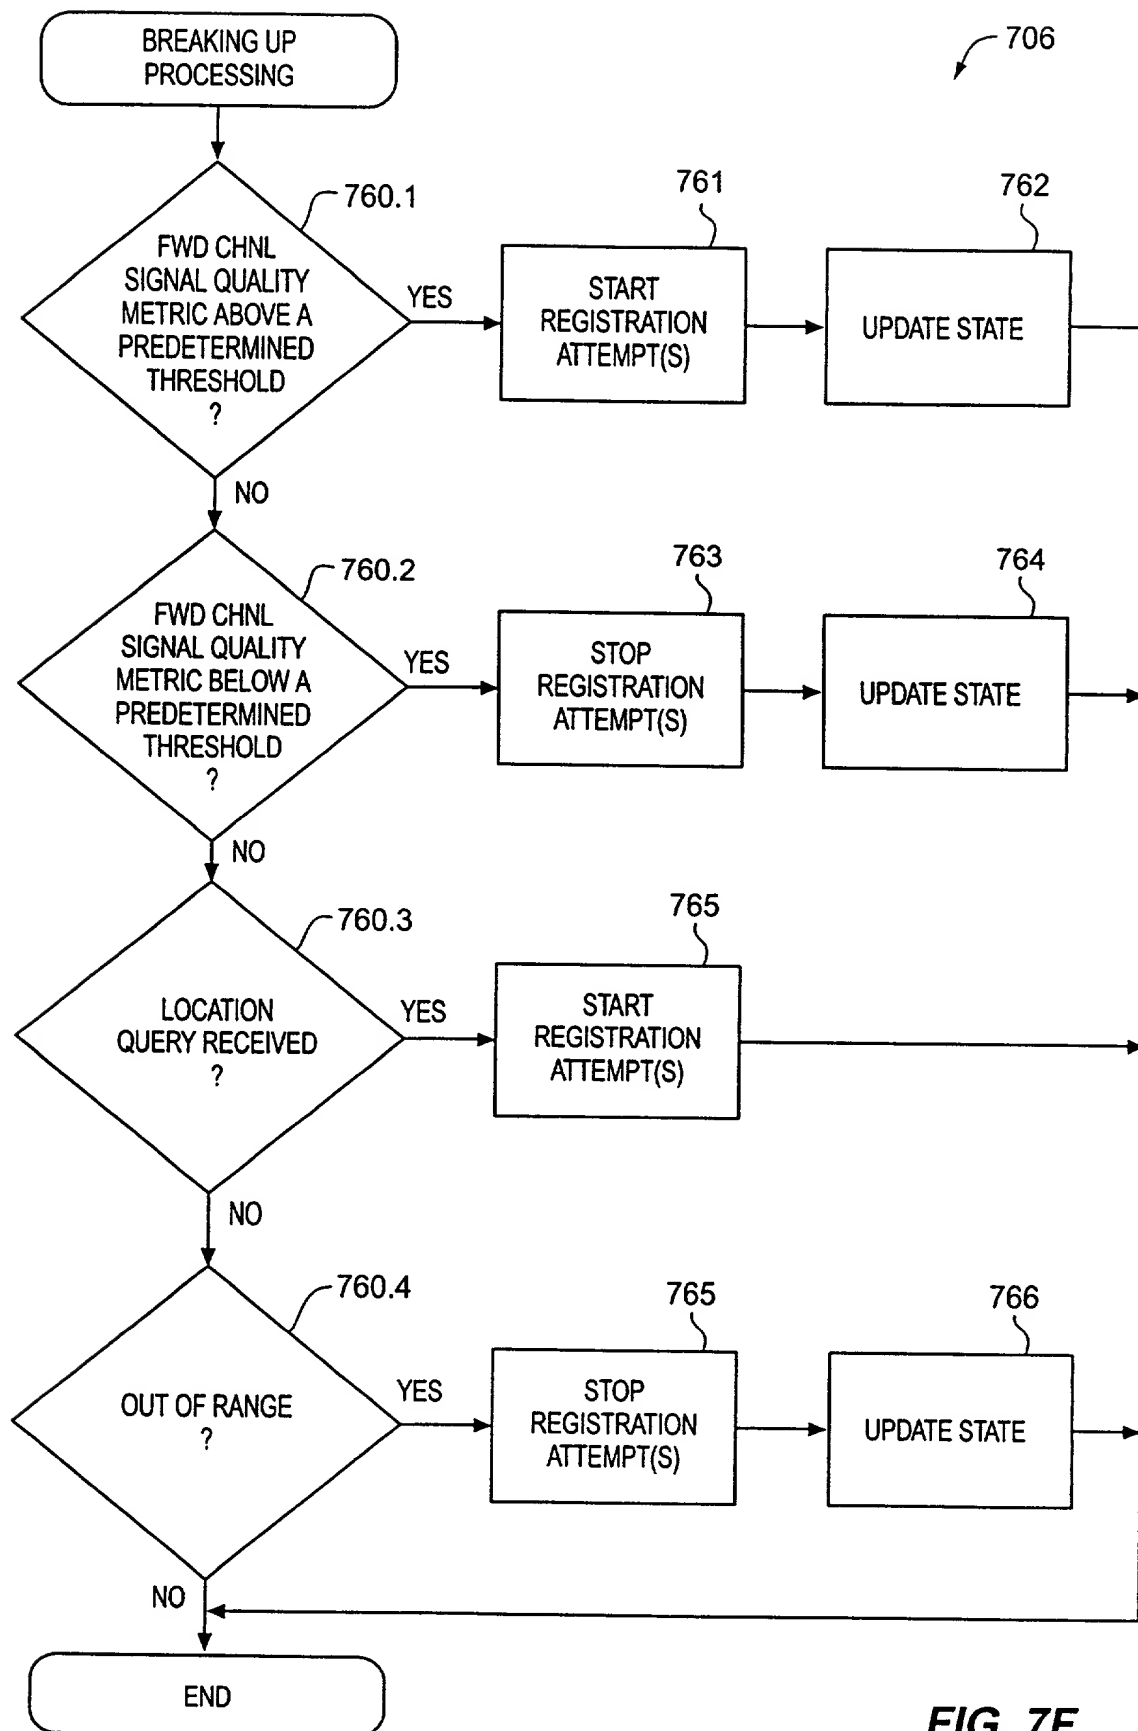 BREAKING UP
PROCESSING
706
760.1
FWD CHNL
SIGNAL QUALITY
METRIC ABOVE A
PREDETERMINED
THRESHOLD
?
YES
761
START
REGISTRATION
ATTEMPT(S)
762
UPDATE STATE
NO
760.2
FWD CHNL
SIGNAL QUALITY
METRIC BELOW A
PREDETERMINED
THRESHOLD
?
YES
763
STOP
REGISTRATION
ATTEMPT(S)
764
UPDATE STATE
NO
760.3
LOCATION
QUERY RECEIVED
?
YES
765
START
REGISTRATION
ATTEMPT(S)
NO
760.4
OUT OF RANGE
?
YES
765
STOP
REGISTRATION
ATTEMPT(S)
766
UPDATE STATE
NO
END
FIG.